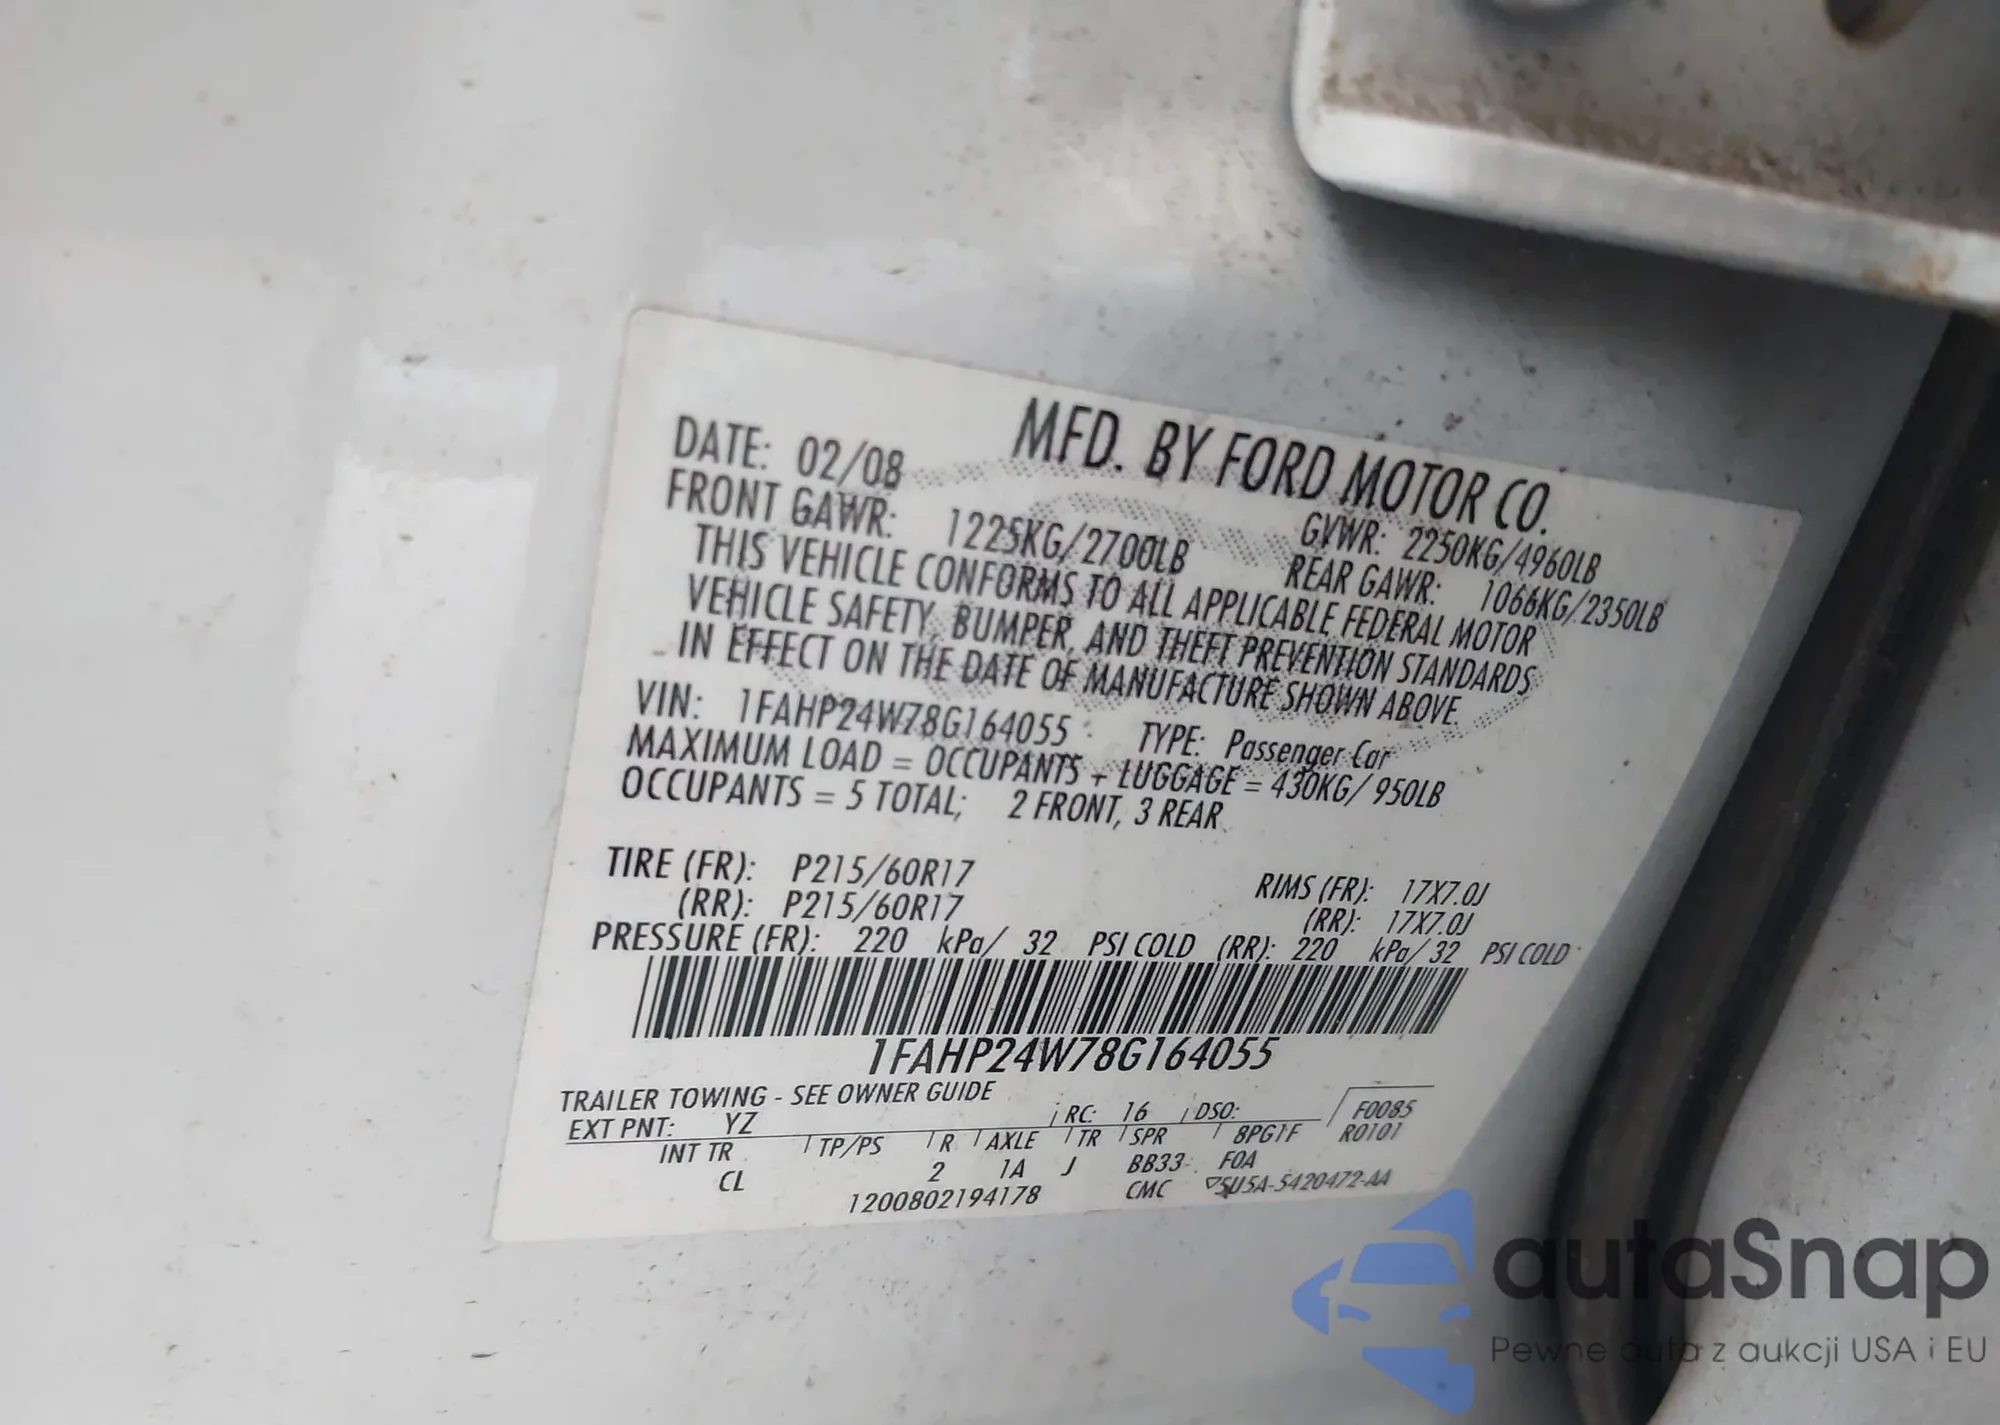 MFD. BY FORD MOTOR CO.
DATE: 02/08 GVWR: 2250KG/4960LB
FRONT GAWR: 1225KG/2700LB REAR GAWR: 1066KG/2350LB
THIS VEHICLE CONFORMS TO ALL APPLICABLE FEDERAL MOTOR
VEHICLE SAFETY, BUMPER, AND THEFT PREVENTION STANDARDS
IN EFFECT ON THE DATE OF MANUFACTURE SHOWN ABOVE.
VIN: 1FAHP24W78G164055 TYPE: Passenger Car
MAXIMUM LOAD = OCCUPANTS + LUGGAGE = 430KG/ 950LB
OCCUPANTS = 5 TOTAL; 2 FRONT, 3 REAR
TIRE (FR): P215/60R17 RIMS (FR): 17X7.0J
(RR): P215/60R17 (RR): 17X7.0J
PRESSURE (FR): 220 kPa/ 32 PSI COLD (RR): 220 kPa/ 32 PSI COLD
1FAHP24W78G164055
TRAILER TOWING - SEE OWNER GUIDE
EXT PNT: YZ RC: 16 DSO: F0085
INT TR TP/PS R AXLE TR SPR 8PG1F R0101
CL 2 1A J BB33 F0A
1200802194178 CMC 5U5A-5420472-AA
autaSnap
Pewne auta z aukcji USA i EU